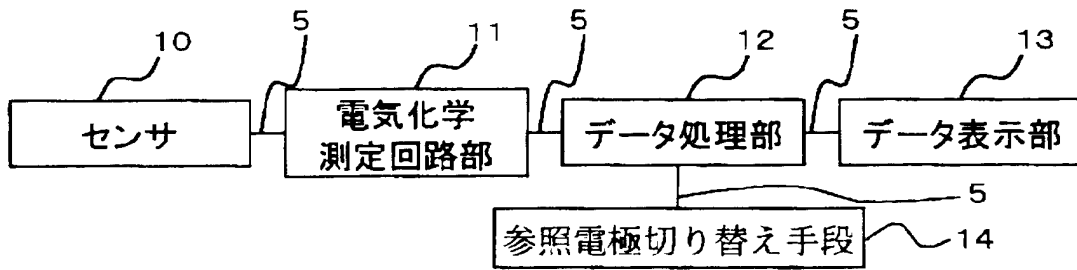 10
5
11
5
12
5
13
センサ
電気化学
測定回路部
データ処理部
データ表示部
5
参照電極切り替え手段
14